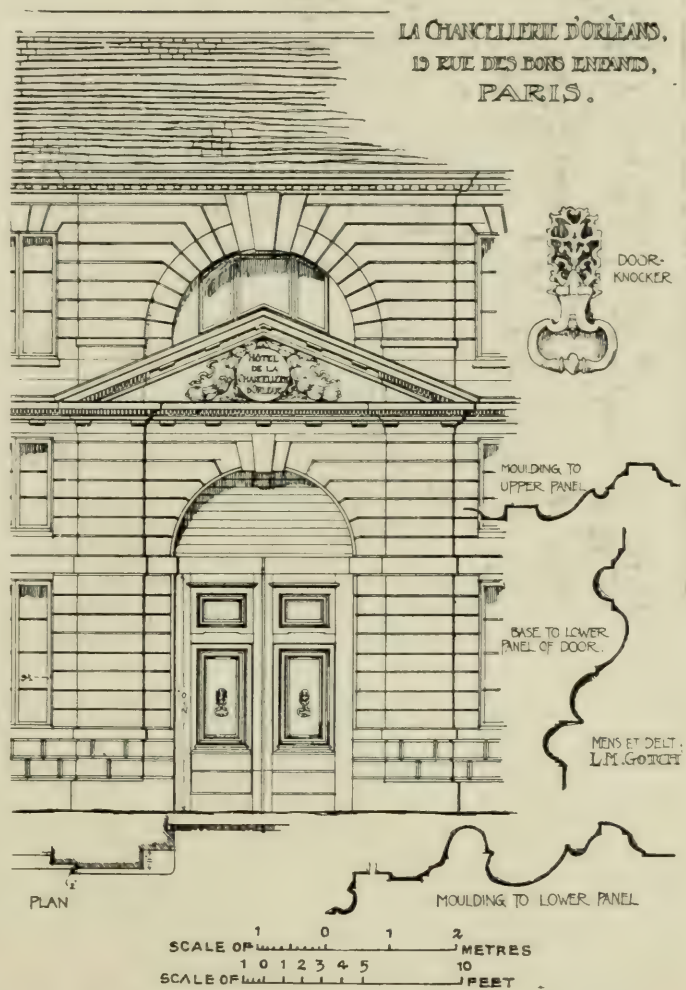 LA CHANCELLERIE D'ORLÈANS,
19 RUE DES BONS ENFANTS,
PARIS.
DOOR-
KNOCKER
HÔTEL
DE LA
CHANCELLERIE
MOULDING TO
UPPER PANEL
BASE TO LOWER
PANEL OF DOOR.
MENS ET DELT.
L.M. GOTCH
PLAN
MOULDING TO LOWER PANEL
1 0 1 2
SCALE OF METRES
1 0 1 2 3 4 5 10
SCALE OF FEET